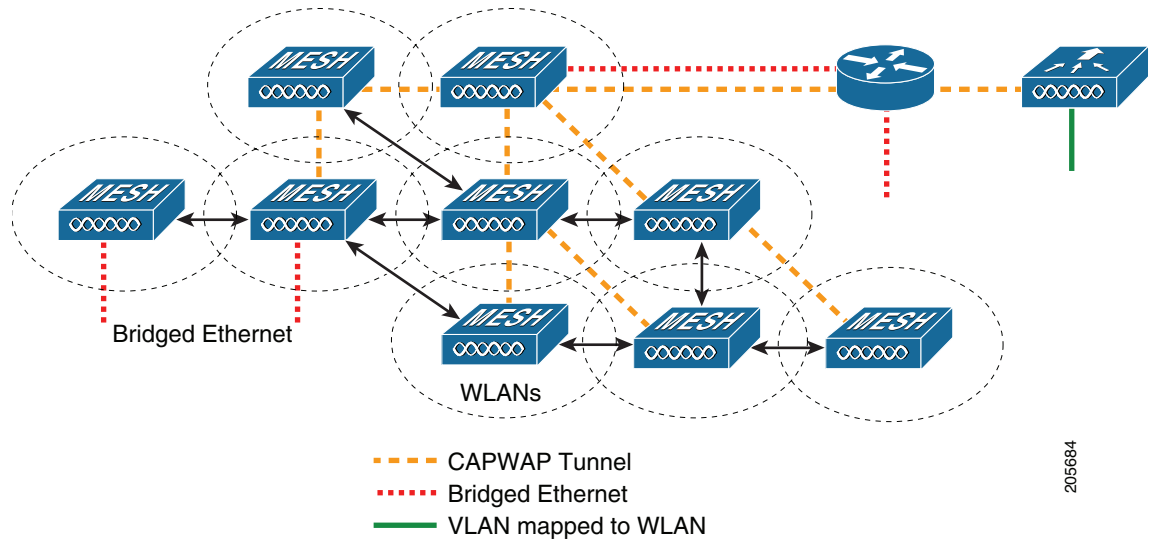 MESH
MESH
MESH
MESH
MESH
MESH
Bridged Ethernet
MESH
MESH
MESH
WLANs
CAPWAP Tunnel
Bridged Ethernet
VLAN mapped to WLAN
205684